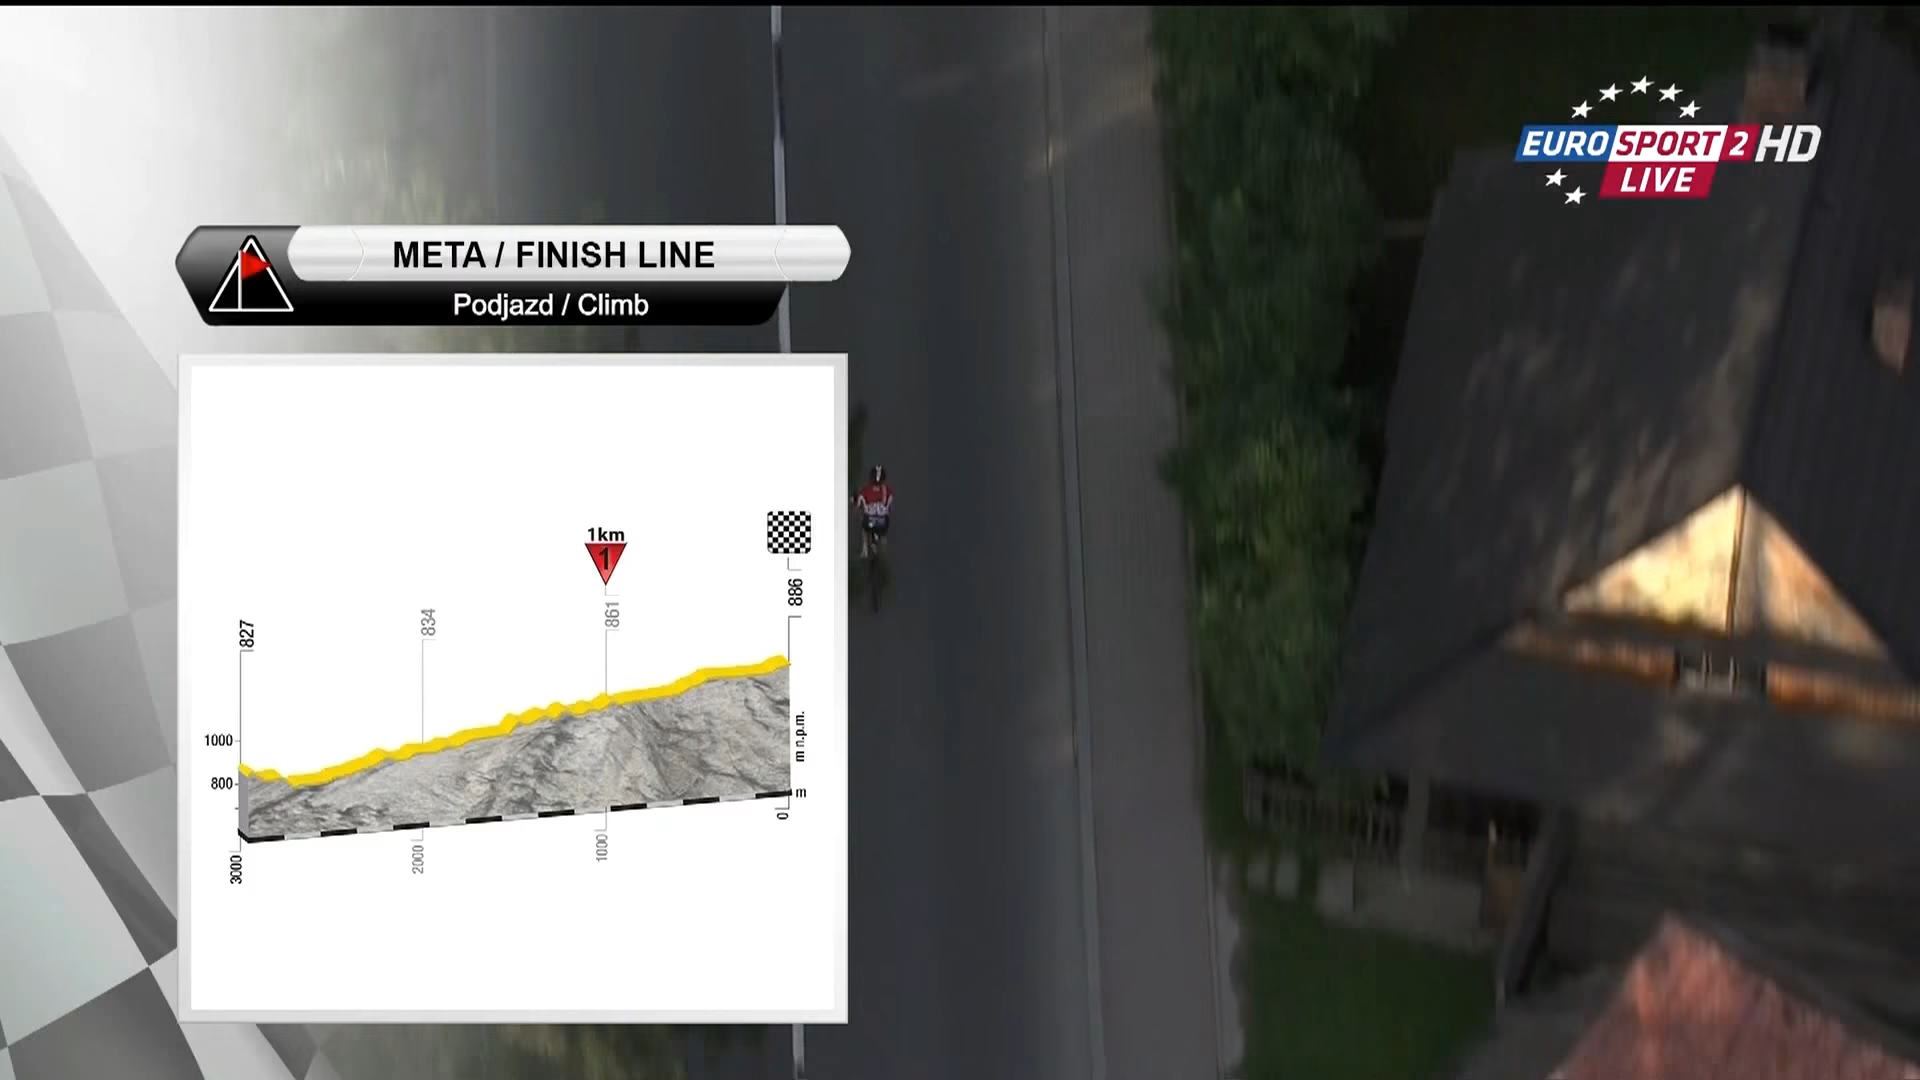 EUROSPORT 2 HD
LIVE
META / FINISH LINE
Podjazd / Climb
1km
1
886
861
834
827
1000
800
m n.p.m.
m
0
1000
2000
3000